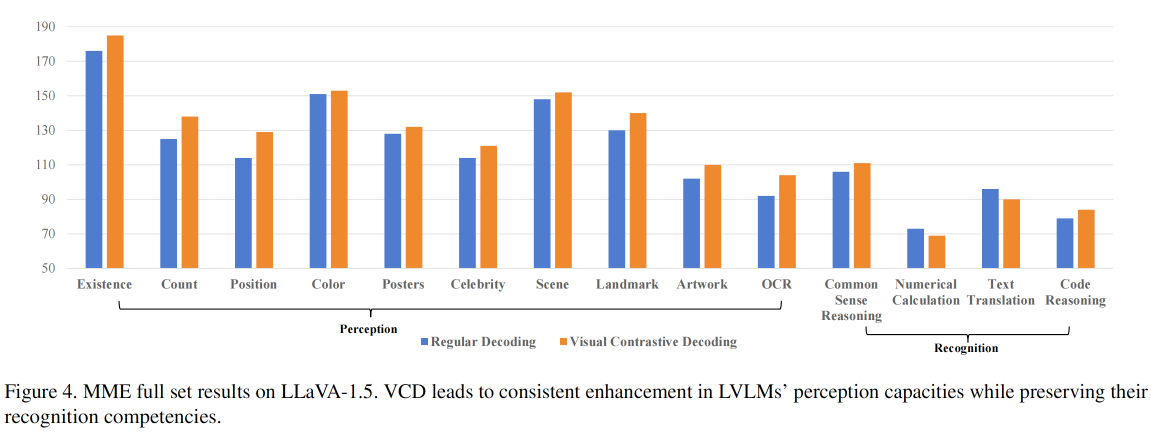 190
170
150
130
110
90
70
50
Existence Count Position Color Posters Celebrity Scene Landmark Artwork OCR Common Sense Reasoning Numerical Calculation Text Translation Code Reasoning
Perception
Recognition
Regular Decoding Visual Contrastive Decoding
Figure 4. MME full set results on LLaVA-1.5. VCD leads to consistent enhancement in LVLMs’ perception capacities while preserving their
recognition competencies.